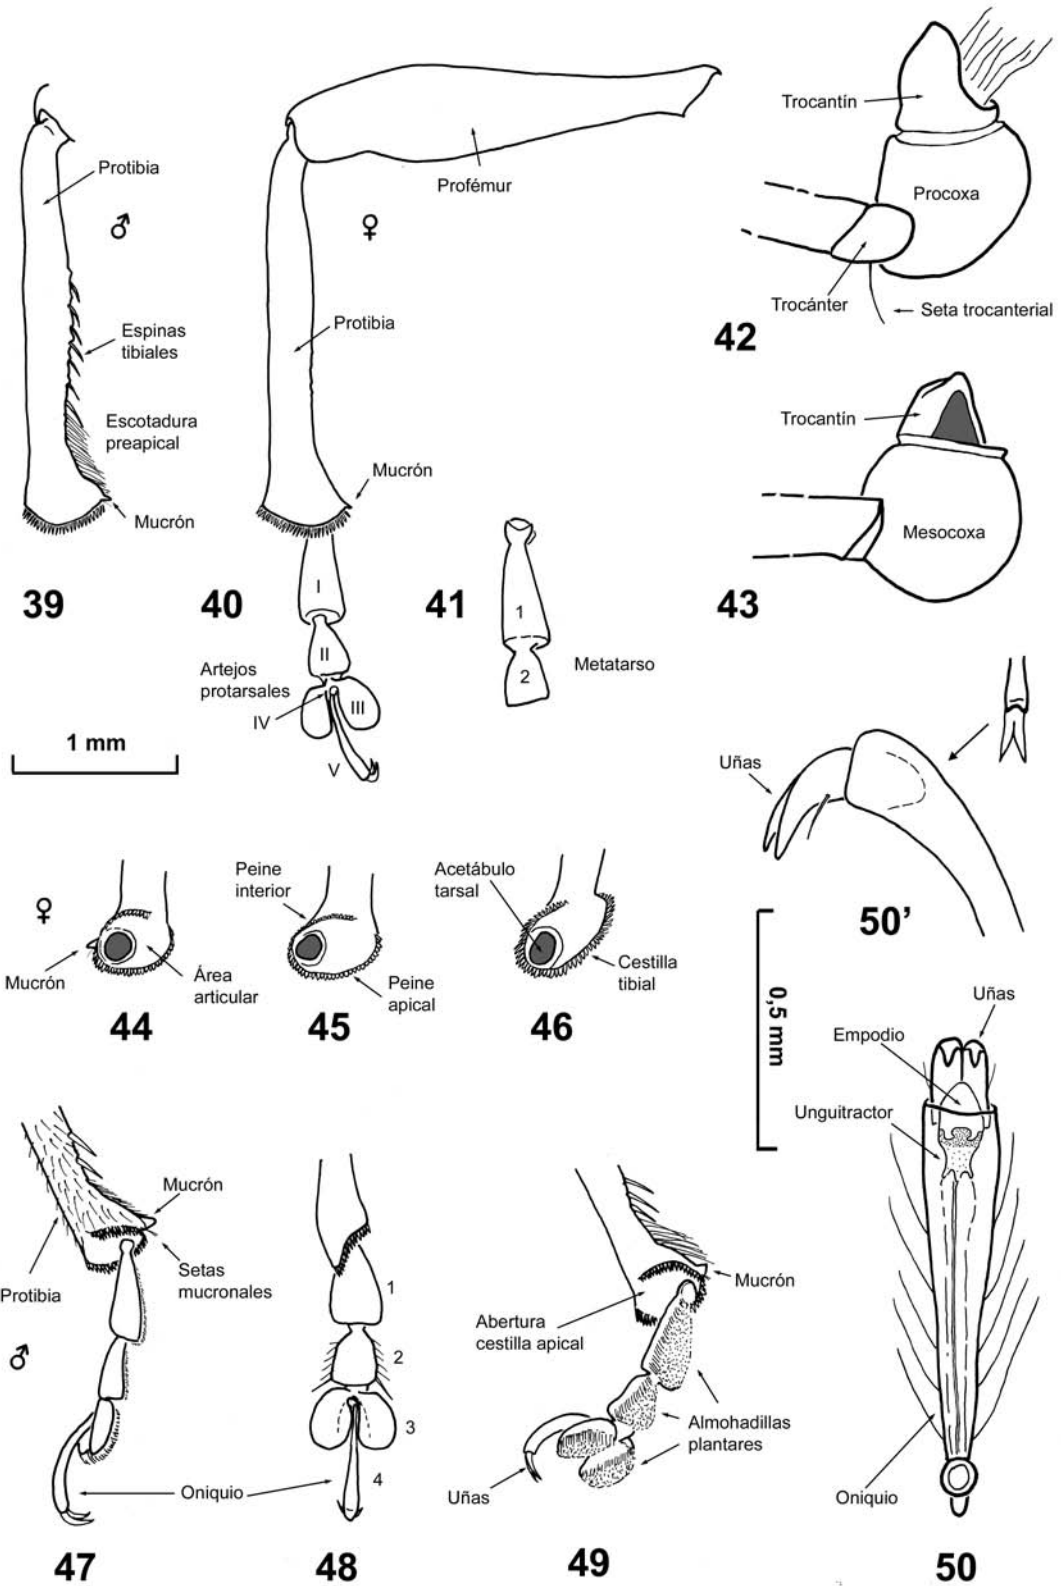 Protibia
♂
Espinas
tibiales
Escotadura
preapical
Mucrón
39
Profémur
♀
Protibia
Mucrón
I
II
Artejos
protarsales
III
IV
V
40
1
2
Metatarso
41
Trocantín
Procoxa
Trocánter
Seta trocanterial
42
Trocantín
Mesocoxa
43
1 mm
Uñas
50’
♀
Mucrón
Área
articular
44
Peine
interior
Peine
apical
45
Acetábulo
tarsal
Cestilla
tibial
46
0,5 mm
Uñas
Empodio
Unguitractor
Oniquio
50
Mucrón
Setas
mucronales
Protibia
♂
Oniquio
47
1
2
3
4
48
Mucrón
Abertura
cestilla apical
Almohadillas
plantares
Uñas
49